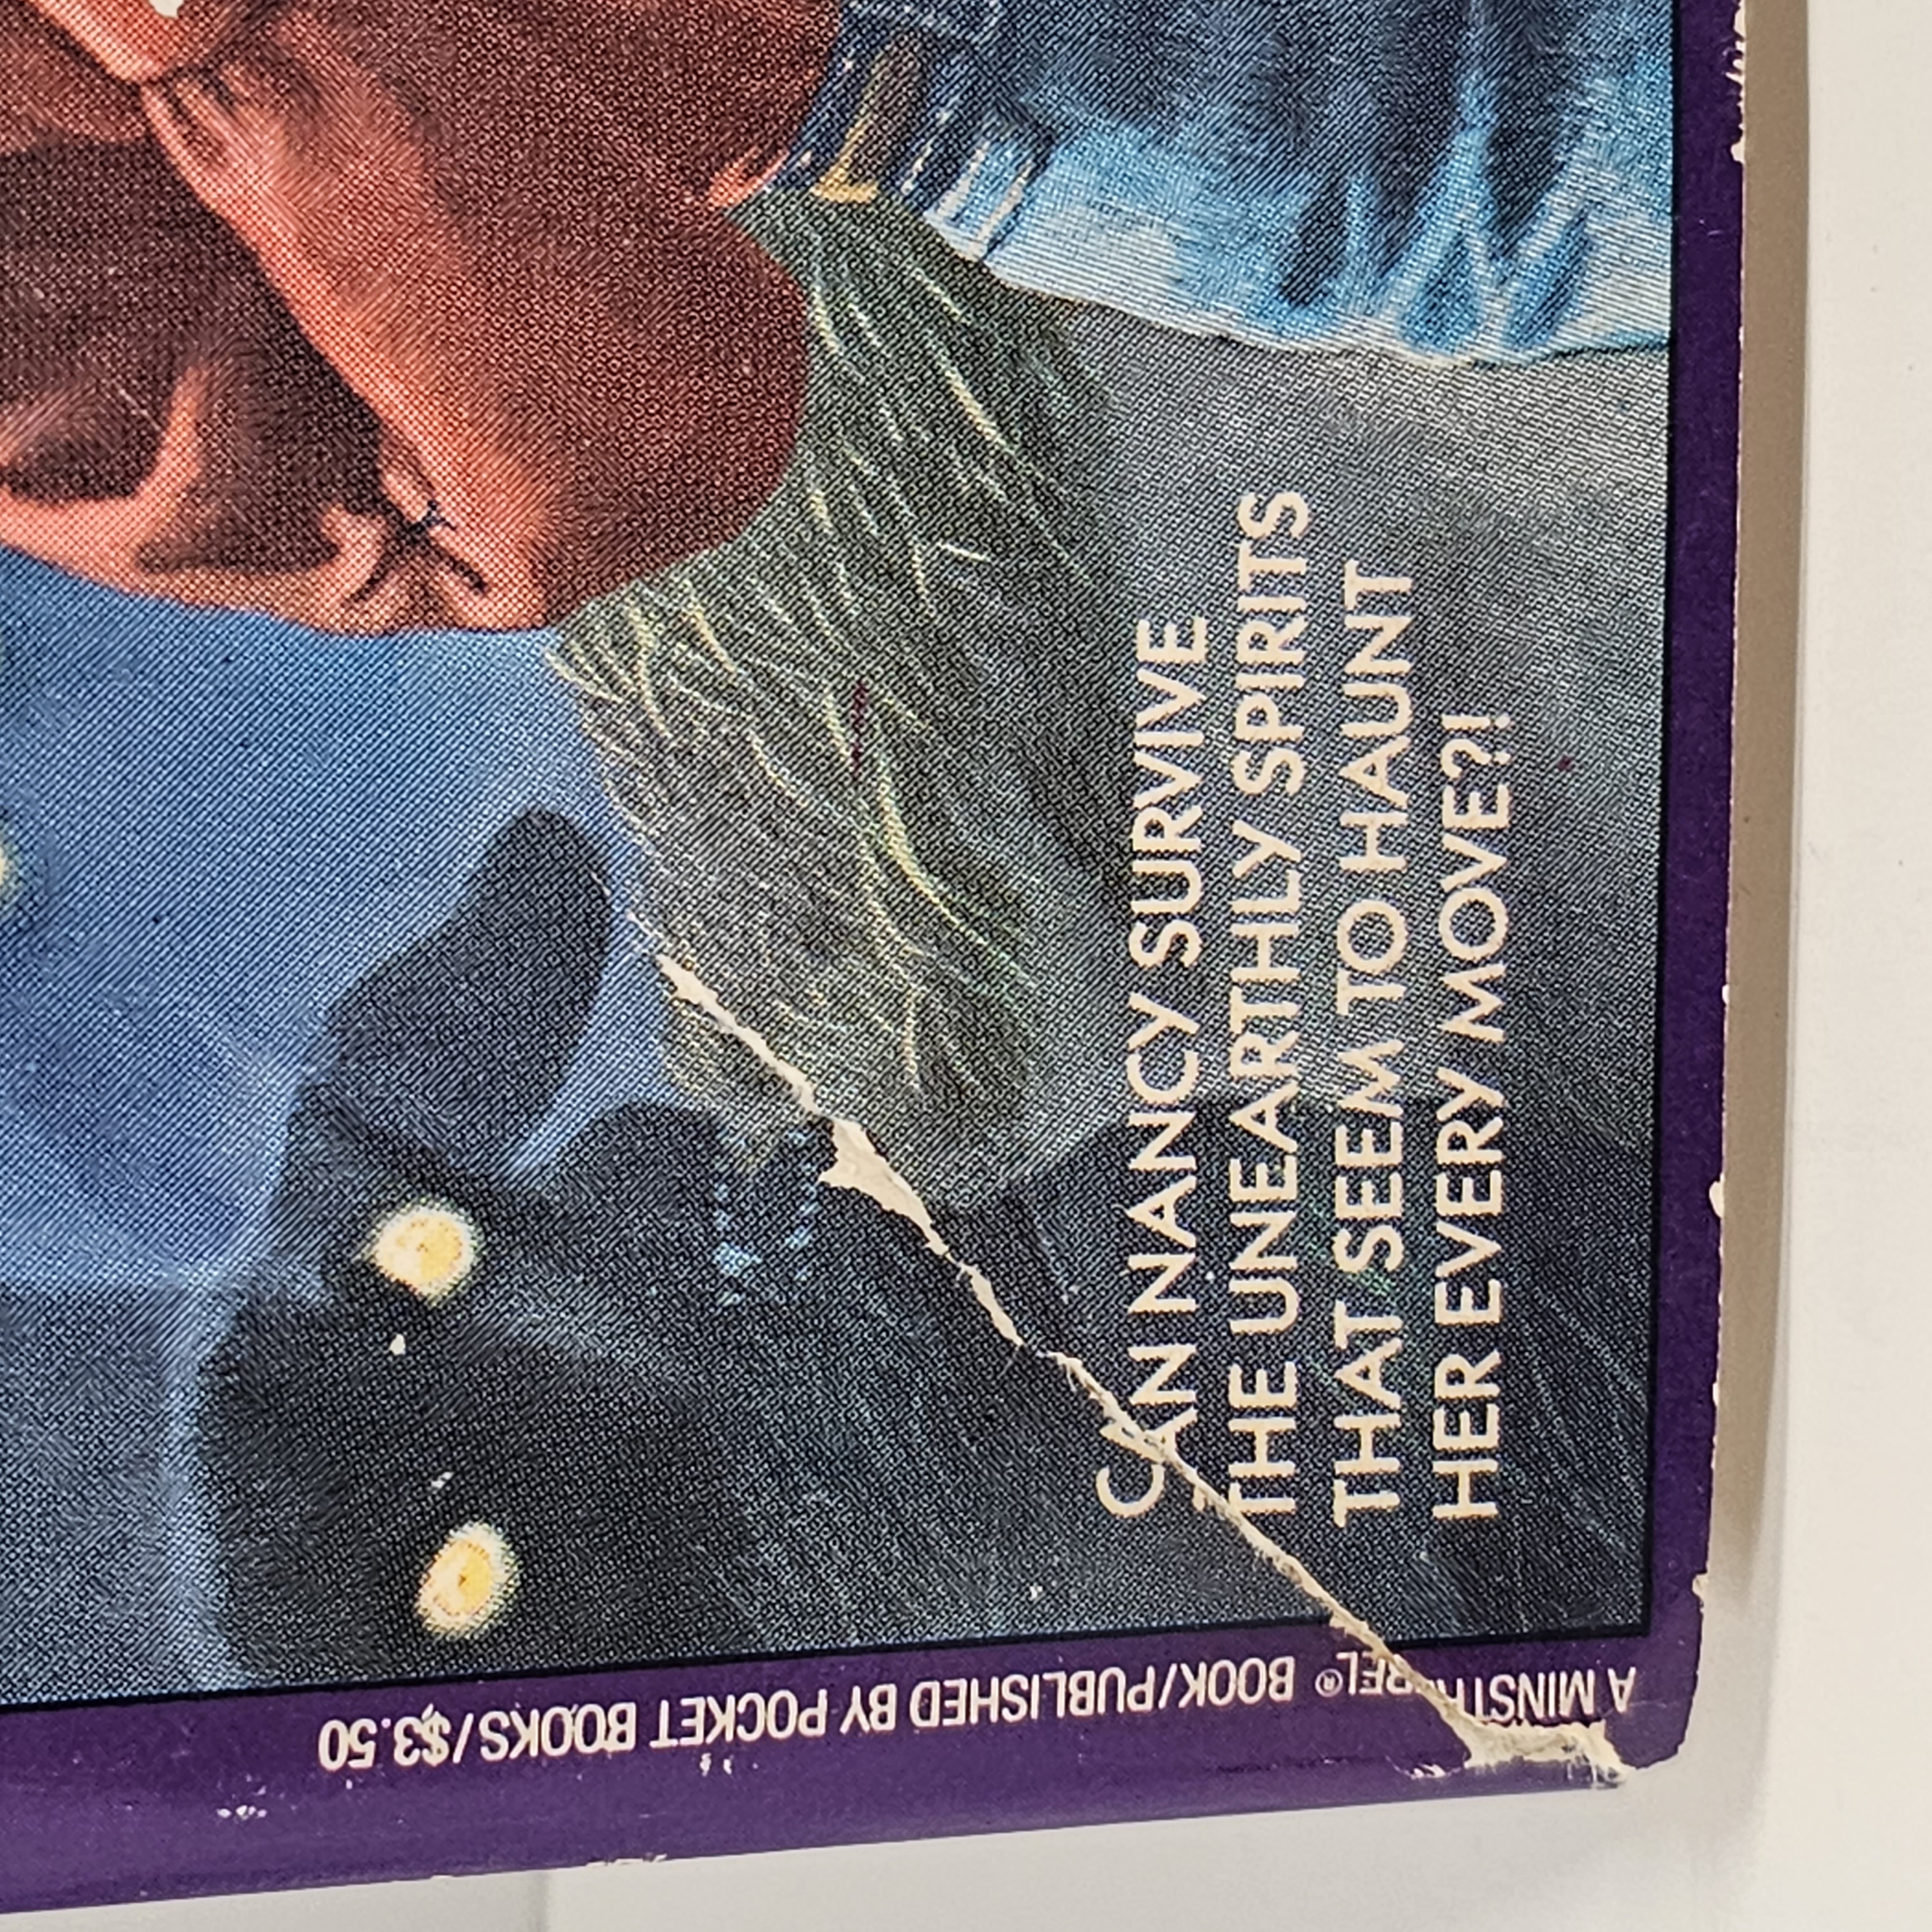 A MINSTREL® BOOK/PUBLISHED BY POCKET BOOKS/$3.50
CAN NANCY SURVIVE
THE UNEARTHLY SPIRITS
THAT SEEM TO HAUNT
HER EVERY MOVE?!